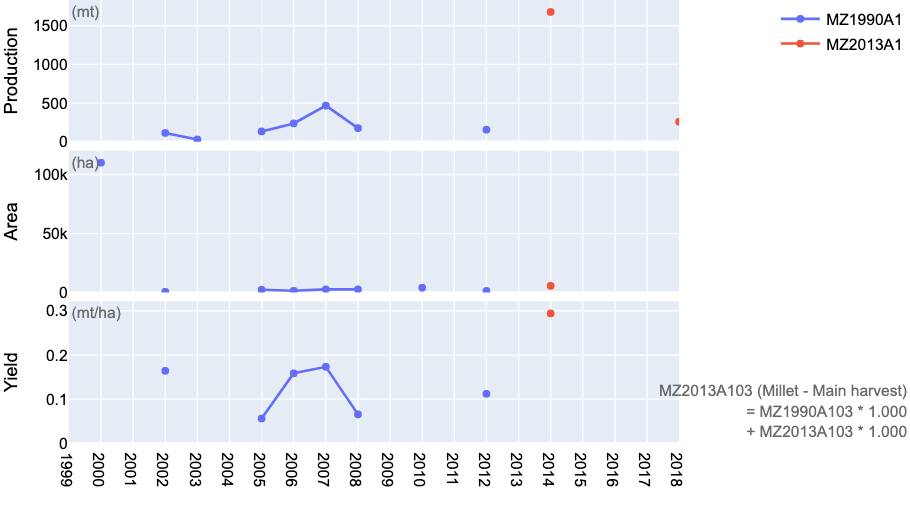 (mt)
1500
1000
500
0
Production
MZ1990A1
MZ2013A1
(ha)
100k
50k
0
Area
(mt/ha)
0.3
0.2
0.1
0
Yield
MZ2013A103 (Millet - Main harvest)
= MZ1990A103 * 1.000
+ MZ2013A103 * 1.000
1999
2000
2001
2002
2003
2004
2005
2006
2007
2008
2009
2010
2011
2012
2013
2014
2015
2016
2017
2018